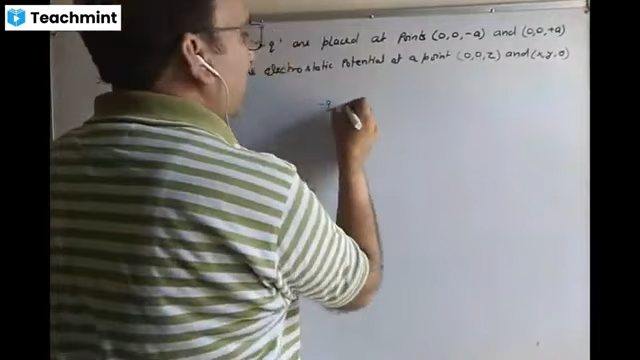 Teachmint
q' are placed at Points (0,0,-a) and (0,0,+a)
electrostatic Potential at a point (0,0,z) and (x,y,0)
-q